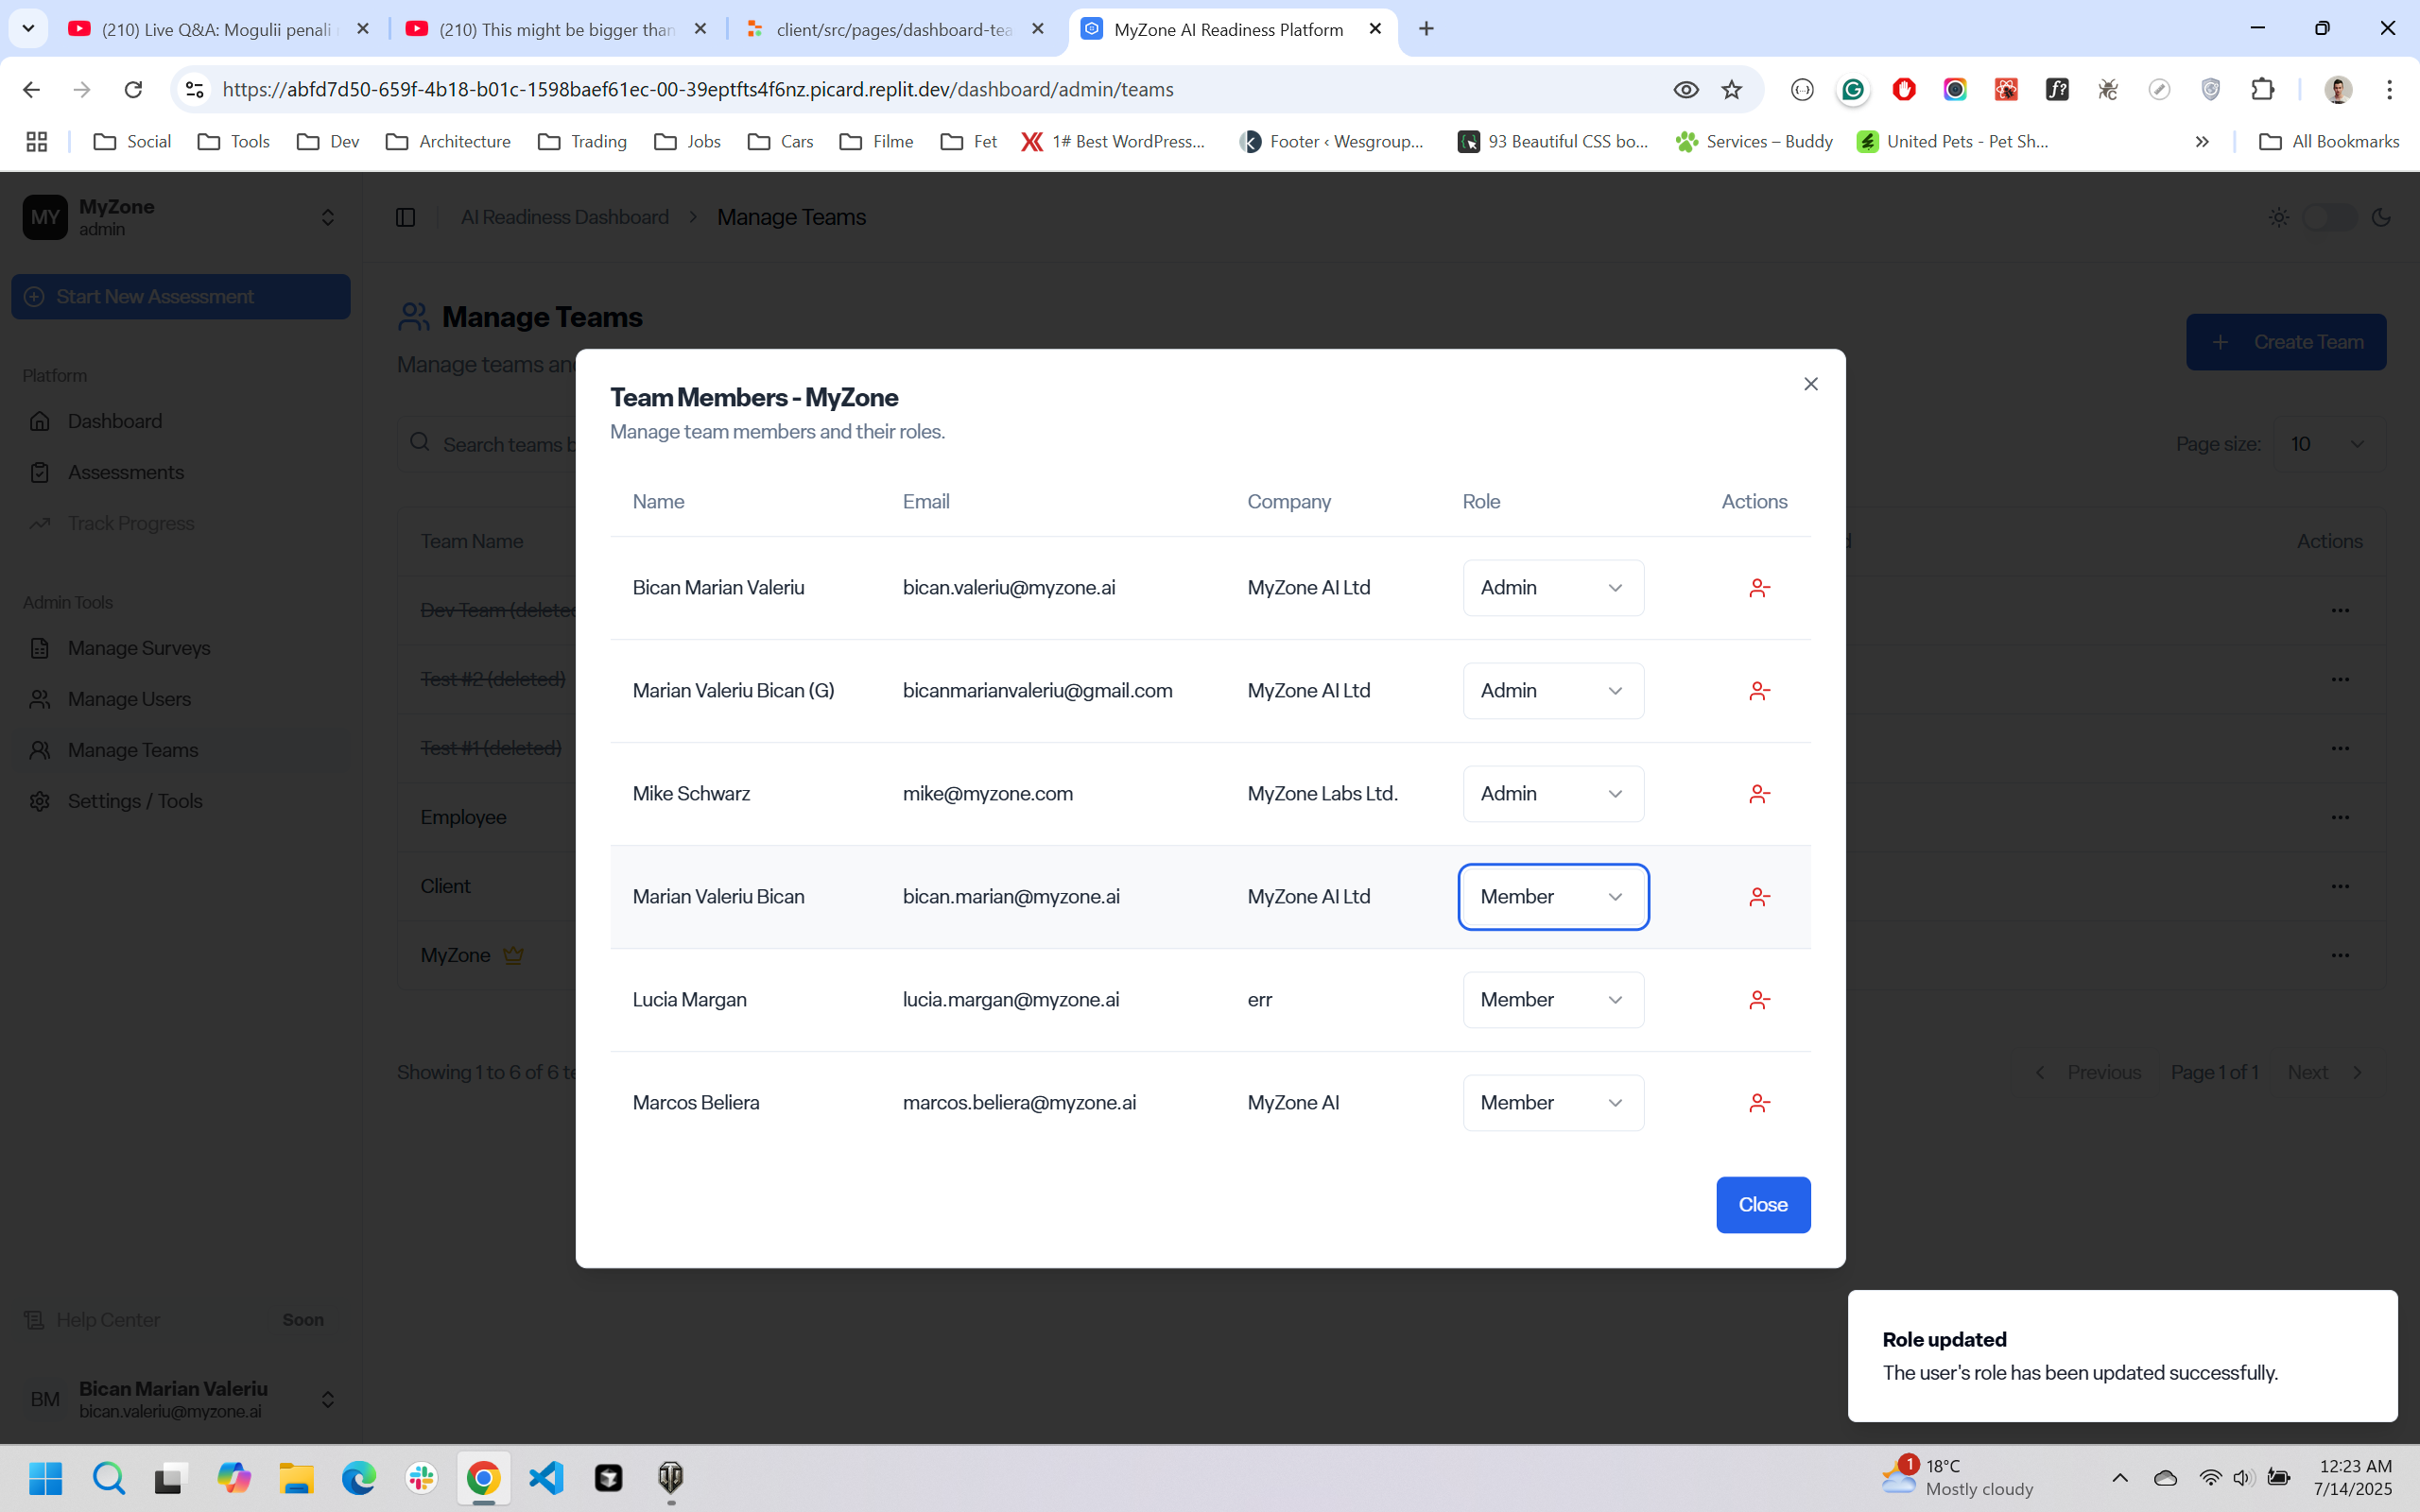 (210) Live Q&A: Mogulii penali
(210) This might be bigger than
client/src/pages/dashboard-tea
MyZone AI Readiness Platform
https://abfd7d50-659f-4b18-b01c-1598baef61ec-00-39eptfts4f6nz.picard.replit.dev/dashboard/admin/teams
Social
Tools
Dev
Architecture
Trading
Jobs
Cars
Filme
Fet
1# Best WordPress...
Footer ‹ Wesgroup...
93 Beautiful CSS bo...
Services – Buddy
United Pets - Pet Sh...
All Bookmarks
MY
MyZone
admin
AI Readiness Dashboard
Manage Teams
Start New Assessment
Platform
Dashboard
Assessments
Track Progress
Admin Tools
Manage Surveys
Manage Users
Manage Teams
Settings / Tools
Help Center
Soon
BM
Bican Marian Valeriu
bican.valeriu@myzone.ai
Manage Teams
Manage teams and
Create Team
Search teams b
Page size:
10
Team Name
Actions
Dev Team (deleted
Test #2 (deleted)
Test #1 (deleted)
Employee
Client
MyZone
Showing 1 to 6 of 6 te
Previous
Page 1 of 1
Next
Team Members - MyZone
Manage team members and their roles.
Name Email Company Role Actions
Bican Marian Valeriu bican.valeriu@myzone.ai MyZone AI Ltd Admin
Marian Valeriu Bican (G) bicanmarianvaleriu@gmail.com MyZone AI Ltd Admin
Mike Schwarz mike@myzone.com MyZone Labs Ltd. Admin
Marian Valeriu Bican bican.marian@myzone.ai MyZone AI Ltd Member
Lucia Margan lucia.margan@myzone.ai err Member
Marcos Beliera marcos.beliera@myzone.ai MyZone AI Member
Close
Role updated
The user's role has been updated successfully.
1
18°C
Mostly cloudy
12:23 AM
7/14/2025